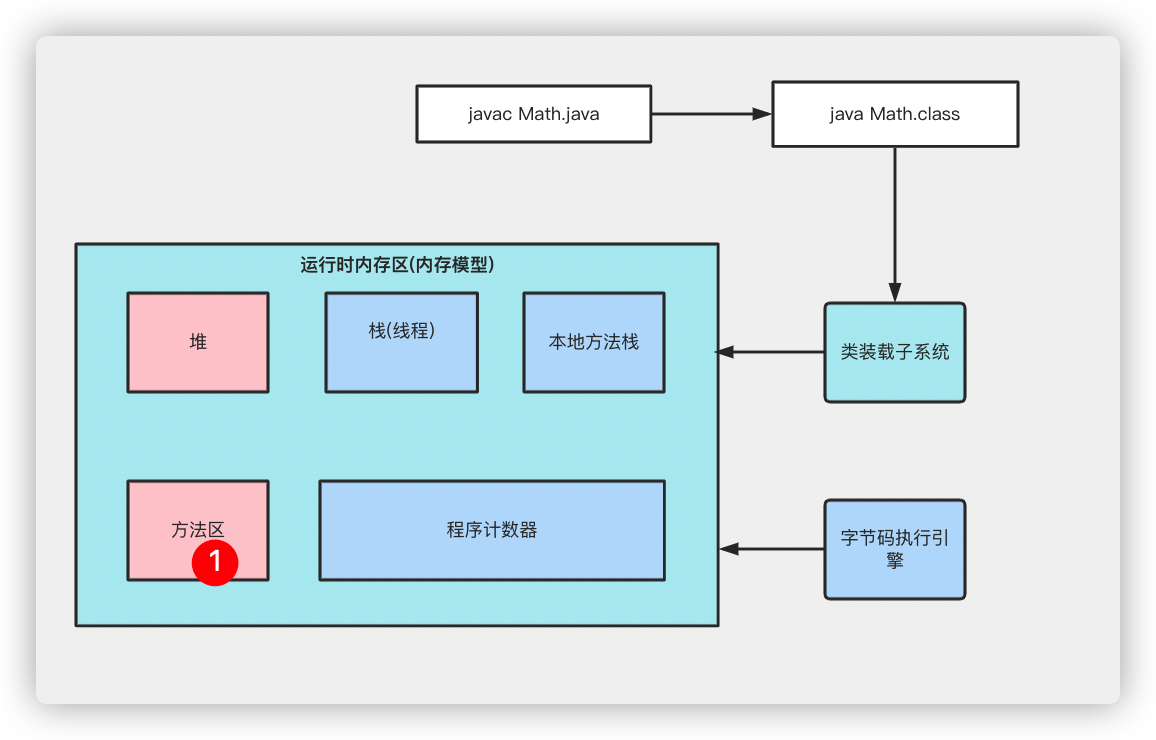 javac Math.java
java Math.class
运行时内存区(内存模型)
堆
栈(线程)
本地方法栈
类装载子系统
方法区
1
程序计数器
字节码执行引
擎